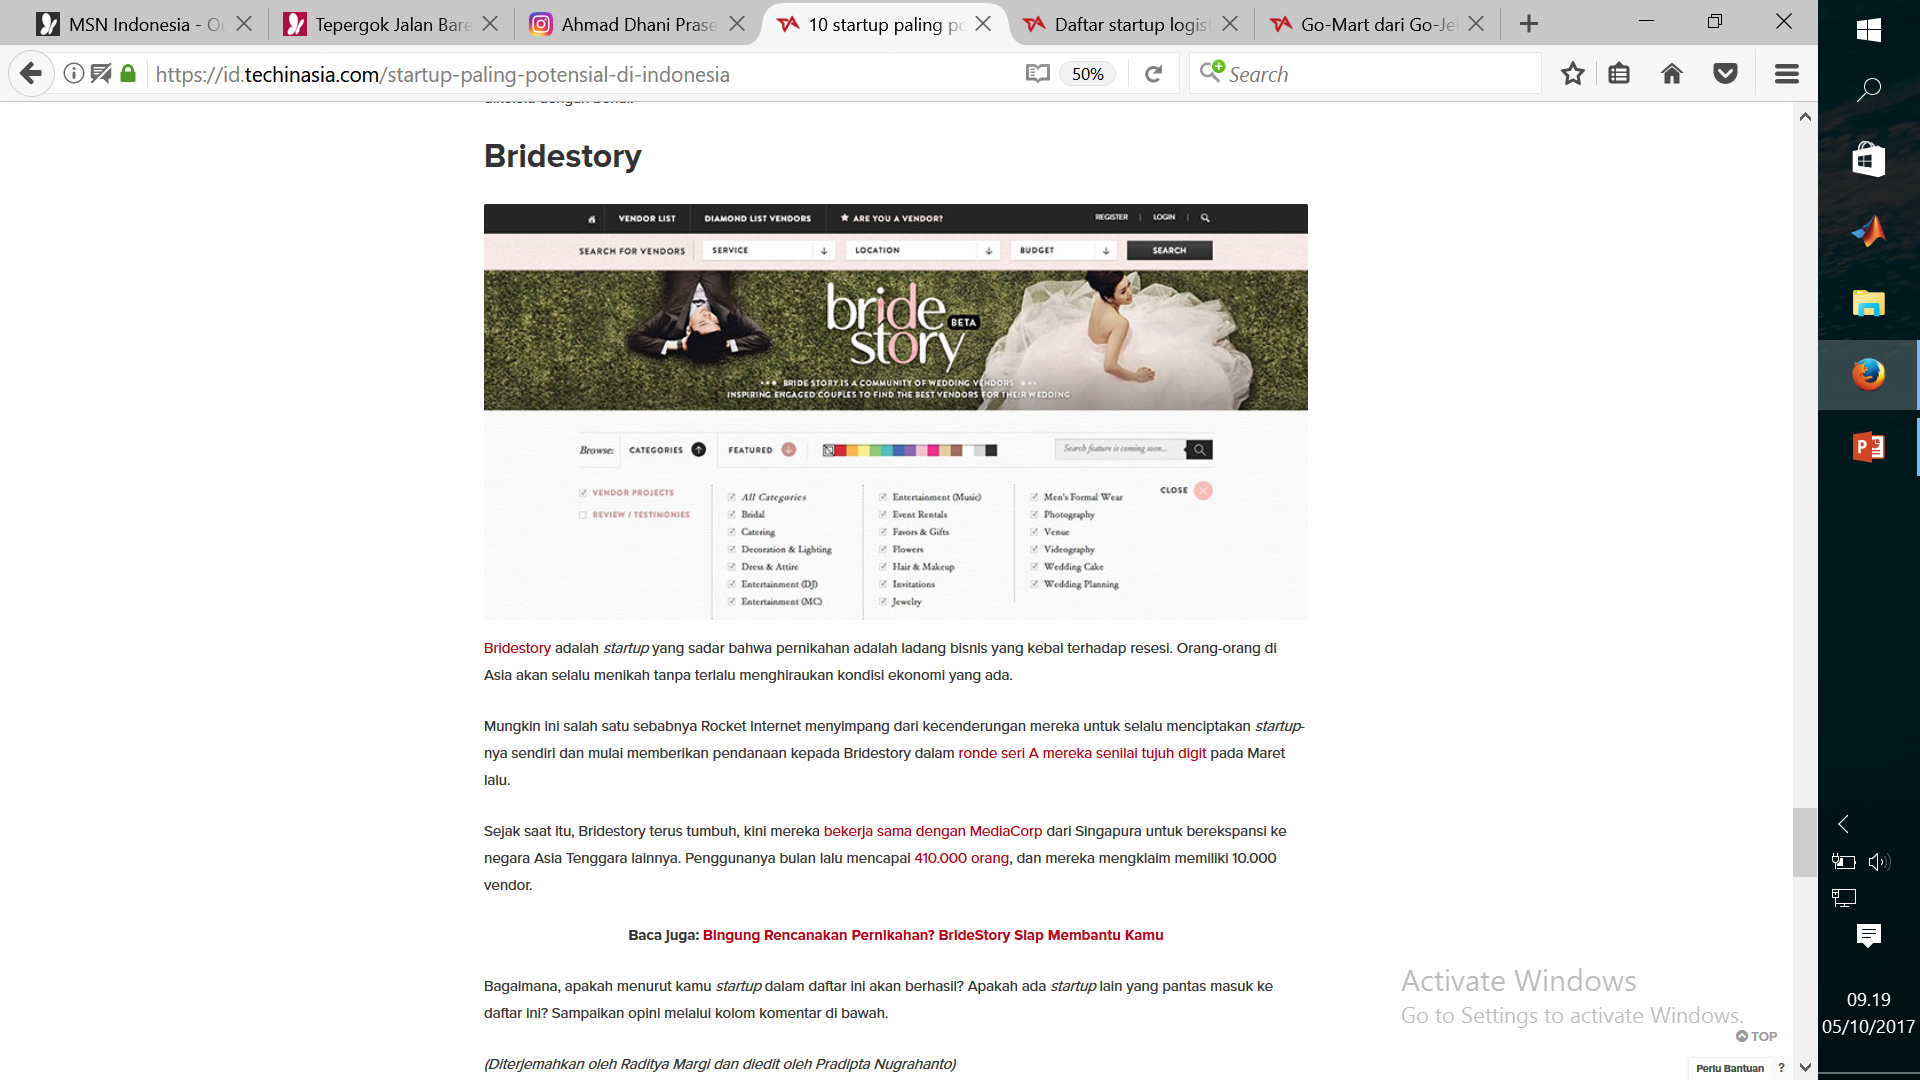 MSN Indonesia - Ou
Tepergok Jalan Bare
Ahmad Dhani Prase
10 startup paling po
Daftar startup logist
Go-Mart dari Go-Jek
https://id.techinasia.com/startup-paling-potensial-di-indonesia
50%
Search
Bridestory
VENDOR LIST
DIAMOND LIST VENDORS
ARE YOU A VENDOR?
REGISTER | LOGIN |
SEARCH FOR VENDORS
SERVICE
LOCATION
BUDGET
SEARCH
bride
story
BETA
BRIDE STORY IS A COMMUNITY OF WEDDING VENDORS
INSPIRING ENGAGED COUPLES TO FIND THE BEST VENDORS FOR THEIR WEDDING
Browse:
CATEGORIES
FEATURED
Search feature is coming soon...
VENDOR PROJECTS
REVIEW / TESTIMONIES
All Categories
Bridal
Catering
Decoration & Lighting
Dress & Attire
Entertainment (DJ)
Entertainment (MC)
Entertainment (Music)
Event Rentals
Favors & Gifts
Flowers
Hair & Makeup
Invitations
Jewelry
Men's Formal Wear
Photography
Venue
Videography
Wedding Cake
Wedding Planning
CLOSE
Bridestory adalah startup yang sadar bahwa pernikahan adalah ladang bisnis yang kebal terhadap resesi. Orang-orang di
Asia akan selalu menikah tanpa terlalu menghiraukan kondisi ekonomi yang ada.
Mungkin ini salah satu sebabnya Rocket Internet menyimpang dari kecenderungan mereka untuk selalu menciptakan startup-
nya sendiri dan mulai memberikan pendanaan kepada Bridestory dalam ronde seri A mereka senilai tujuh digit pada Maret
lalu.
Sejak saat itu, Bridestory terus tumbuh, kini mereka bekerja sama dengan MediaCorp dari Singapura untuk berekspansi ke
negara Asia Tenggara lainnya. Penggunanya bulan lalu mencapai 410.000 orang, dan mereka mengklaim memiliki 10.000
vendor.
Baca juga: Bingung Rencanakan Pernikahan? BrideStory Siap Membantu Kamu
Bagaimana, apakah menurut kamu startup dalam daftar ini akan berhasil? Apakah ada startup lain yang pantas masuk ke
daftar ini? Sampaikan opini melalui kolom komentar di bawah.
(Diterjemahkan oleh Raditya Margi dan diedit oleh Pradipta Nugrahanto)
Activate Windows
Go to Settings to activate Windows.
TOP
Perlu Bantuan ?
09.19
05/10/2017